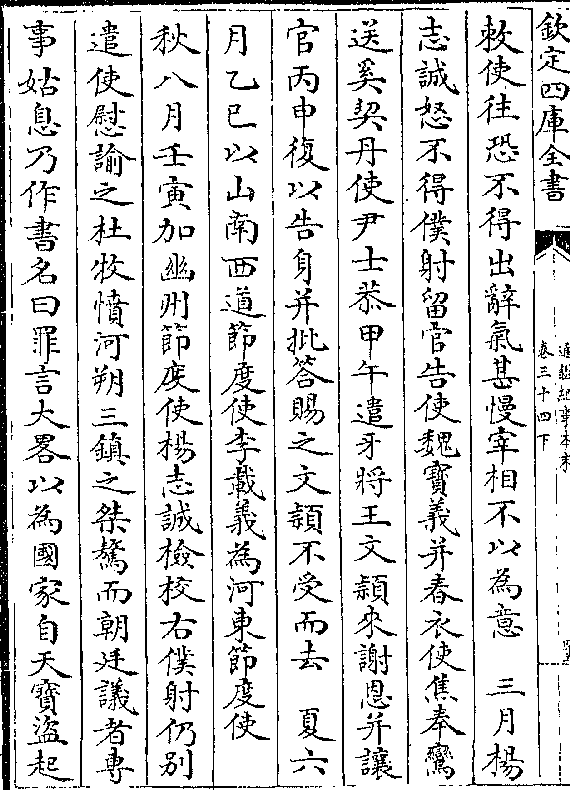 欽定四庫全書
通鑑紀事本末
卷三十四下
敕使往恐不得出辭氣甚慢宰相不以為意　三月楊
志誠怒不得僕射留官告使魏寶義并春衣使焦奉鸞
送奚契丹使尹士恭甲午遣牙將王文頴來謝恩并讓
官丙申復以告身并批答賜之文頴不受而去　夏六
月乙巳以山南西道節度使李載義為河東節度使
秋八月壬寅加幽州節度使楊志誠檢校右僕射仍別
遣使慰諭之杜牧憤河朔三鎮之桀驁而朝廷議者專
事姑息乃作書名曰罪言大畧以為國家自天寶盜起